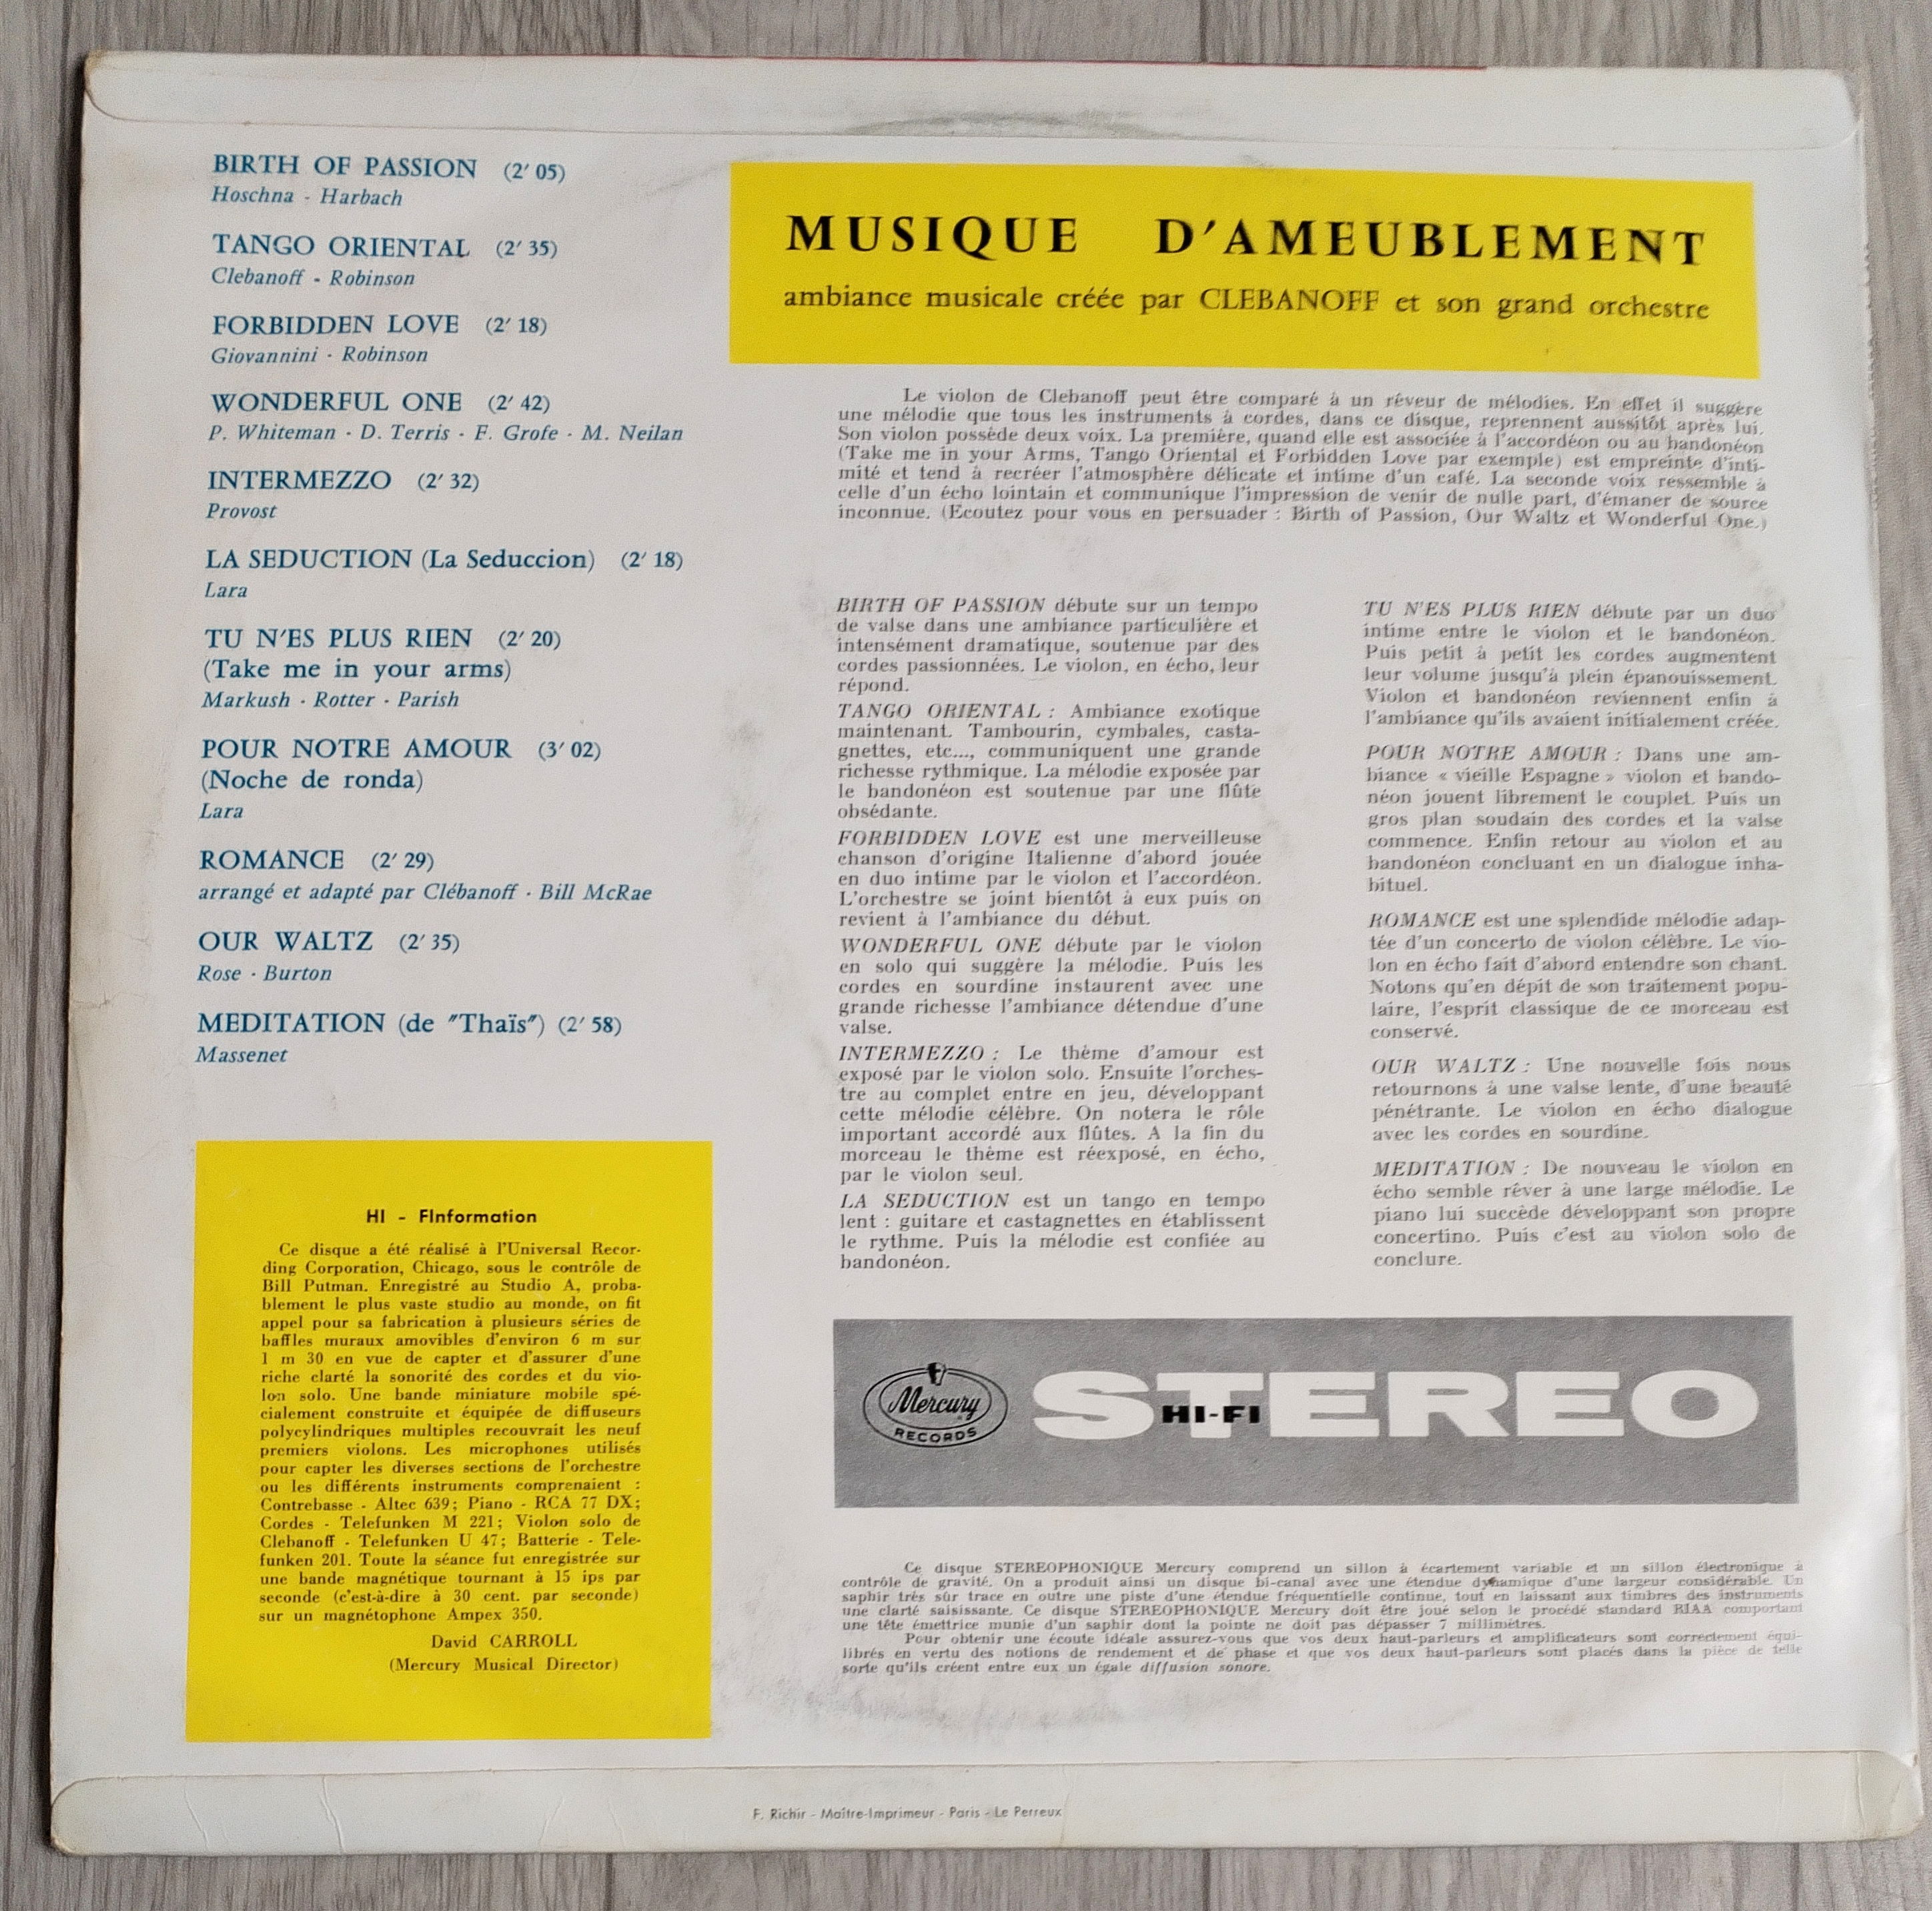 BIRTH OF PASSION (2′ 05)
Hoschna - Harbach
TANGO ORIENTAL (2′ 35)
Clebanoff - Robinson
FORBIDDEN LOVE (2′ 18)
Giovannini · Robinson
WONDERFUL ONE (2′ 42)
P. Whiteman · D. Terris · F. Grofe · M. Neilan
INTERMEZZO (2′ 32)
Provost
LA SEDUCTION (La Seduccion) (2′ 18)
Lara
TU N'ES PLUS RIEN (2′ 20)
(Take me in your arms)
Markush · Rotter · Parish
POUR NOTRE AMOUR (3′ 02)
(Noche de ronda)
Lara
ROMANCE (2′ 29)
arrangé et adapté par Clébanoff · Bill McRae
OUR WALTZ (2′ 35)
Rose · Burton
MEDITATION (de "Thaïs") (2′ 58)
Massenet
HI - FInformation
Ce disque a été réalisé à l'Universal Recor-
ding Corporation, Chicago, sous le contrôle de
Bill Putman. Enregistré au Studio A, proba-
blement le plus vaste studio au monde, on fit
appel pour sa fabrication à plusieurs séries de
baffles muraux amovibles d'environ 6 m sur
1 m 30 en vue de capter et d'assurer d'une
riche clarté la sonorité des cordes et du vio-
lon solo. Une bande miniature mobile spé-
cialement construite et équipée de diffuseurs
polycylindriques multiples recouvrait les neuf
premiers violons. Les microphones utilisés
pour capter les diverses sections de l'orchestre
ou les différents instruments comprenaient :
Contrebasse - Altec 639; Piano - RCA 77 DX;
Cordes - Telefunken M 221; Violon solo de
Clebanoff - Telefunken U 47; Batterie - Tele-
funken 201. Toute la séance fut enregistrée sur
une bande magnétique tournant à 15 ips par
seconde (c'est-à-dire à 30 cent. par seconde)
sur un magnétophone Ampex 350.
David CARROLL
(Mercury Musical Director)
MUSIQUE D'AMEUBLEMENT
ambiance musicale créée par CLEBANOFF et son grand orchestre
Le violon de Clebanoff peut être comparé à un rêveur de mélodies. En effet il suggère
une mélodie que tous les instruments à cordes, dans ce disque, reprennent aussitôt après lui.
Son violon possède deux voix. La première, quand elle est associée à l'accordéon ou au bandonéon
(Take me in your Arms, Tango Oriental et Forbidden Love par exemple) est empreinte d'inti-
mité et tend à recréer l'atmosphère délicate et intime d'un café. La seconde voix ressemble à
celle d'un écho lointain et communique l'impression de venir de nulle part, d'émaner de source
inconnue. (Ecoutez pour vous en persuader : Birth of Passion, Our Waltz et Wonderful One.)
BIRTH OF PASSION débute sur un tempo
de valse dans une ambiance particulière et
intensément dramatique, soutenue par des
cordes passionnées. Le violon, en écho, leur
répond.
TANGO ORIENTAL : Ambiance exotique
maintenant. Tambourin, cymbales, casta-
gnettes, etc..., communiquent une grande
richesse rythmique. La mélodie exposée par
le bandonéon est soutenue par une flûte
obsédante.
FORBIDDEN LOVE est une merveilleuse
chanson d'origine Italienne d'abord jouée
en duo intime par le violon et l'accordéon.
L'orchestre se joint bientôt à eux puis on
revient à l'ambiance du début.
WONDERFUL ONE débute par le violon
en solo qui suggère la mélodie. Puis les
cordes en sourdine instaurent avec une
grande richesse l'ambiance détendue d'une
valse.
INTERMEZZO : Le thème d'amour est
exposé par le violon solo. Ensuite l'orches-
tre au complet entre en jeu, développant
cette mélodie célèbre. On notera le rôle
important accordé aux flûtes. A la fin du
morceau le thème est réexposé, en écho,
par le violon seul.
LA SEDUCTION est un tango en tempo
lent : guitare et castagnettes en établissent
le rythme. Puis la mélodie est confiée au
bandonéon.
TU N'ES PLUS RIEN débute par un duo
intime entre le violon et le bandonéon.
Puis petit à petit les cordes augmentent
leur volume jusqu'à plein épanouissement.
Violon et bandonéon reviennent enfin à
l'ambiance qu'ils avaient initialement créée.
POUR NOTRE AMOUR : Dans une am-
biance « vieille Espagne » violon et bando-
néon jouent librement le couplet. Puis un
gros plan soudain des cordes et la valse
commence. Enfin retour au violon et au
bandonéon concluant en un dialogue inha-
bituel.
ROMANCE est une splendide mélodie adap-
tée d'un concerto de violon célèbre. Le vio-
lon en écho fait d'abord entendre son chant.
Notons qu'en dépit de son traitement popu-
laire, l'esprit classique de ce morceau est
conservé.
OUR WALTZ : Une nouvelle fois nous
retournons à une valse lente, d'une beauté
pénétrante. Le violon en écho dialogue
avec les cordes en sourdine.
MEDITATION : De nouveau le violon en
écho semble rêver à une large mélodie. Le
piano lui succède développant son propre
concertino. Puis c'est au violon solo de
conclure.
Mercury
RECORDS
STEREO
HI-FI
Ce disque STEREOPHONIQUE Mercury comprend un sillon à écartement variable et un sillon électronique à
contrôle de gravité. On a produit ainsi un disque bi-canal avec une étendue dynamique d'une largeur considérable. Un
saphir très sûr trace en outre une piste d'une étendue fréquentielle continue, tout en laissant aux timbres des instruments
une clarté saisissante. Ce disque STEREOPHONIQUE Mercury doit être joué selon le procédé standard RIAA comportant
une tête émettrice munie d'un saphir dont la pointe ne doit pas dépasser 7 millimètres.
Pour obtenir une écoute idéale assurez-vous que vos deux haut-parleurs et amplificateurs sont correctement équi-
librés en vertu des notions de rendement et de phase et que vos deux haut-parleurs sont placés dans la pièce de telle
sorte qu'ils créent entre eux un égale diffusion sonore.
F. Richir - Maître-Imprimeur - Paris - Le Perreux